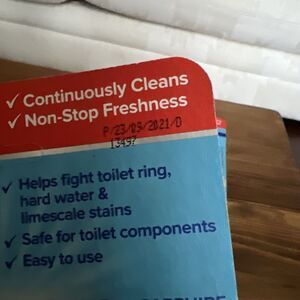 ✓ Continuously Cleans
✓ Non-Stop Freshness
P/23/03/2021/D
13457
✓ Helps fight toilet ring,
hard water &
limescale stains
✓ Safe for toilet components
✓ Easy to use